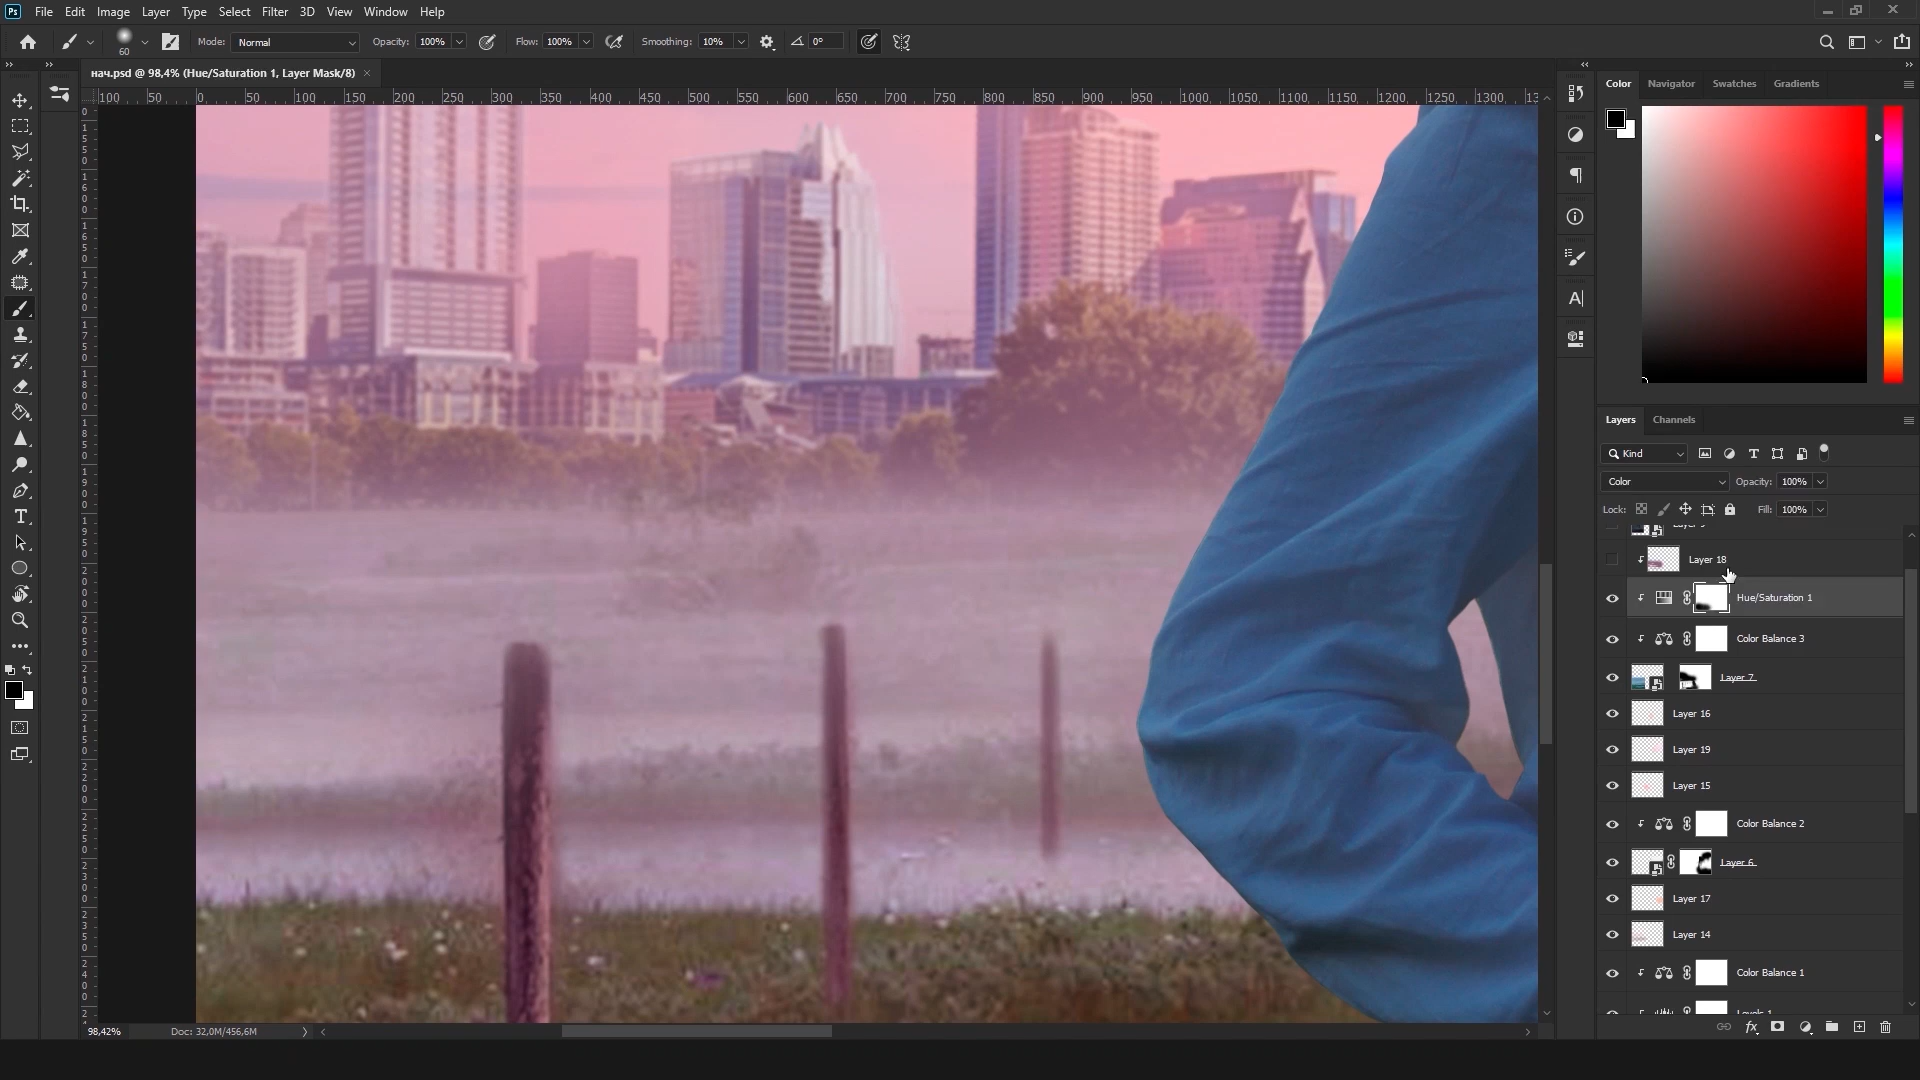 Ps File Edit Image Layer Type Select Filter 3D View Window Help
60 Mode: Normal Opacity: 100% Flow: 100% Smoothing: 10% 0°
нач.psd @ 98,4% (Hue/Saturation 1, Layer Mask/8)
100 50 0 50 100 150 200 250 300 350 400 450 500 550 600 650 700 750 800 850 900 950 1000 1050 1100 1150 1200 1250 1300
Color Navigator Swatches Gradients
Layers Channels
Kind
Color Opacity: 100%
Lock: Fill: 100%
Layer 18
Hue/Saturation 1
Color Balance 3
Layer 7
Layer 16
Layer 19
Layer 15
Color Balance 2
Layer 6
Layer 17
Layer 14
Color Balance 1
Levels 1
98,42% Doc: 32,0M/456,6M